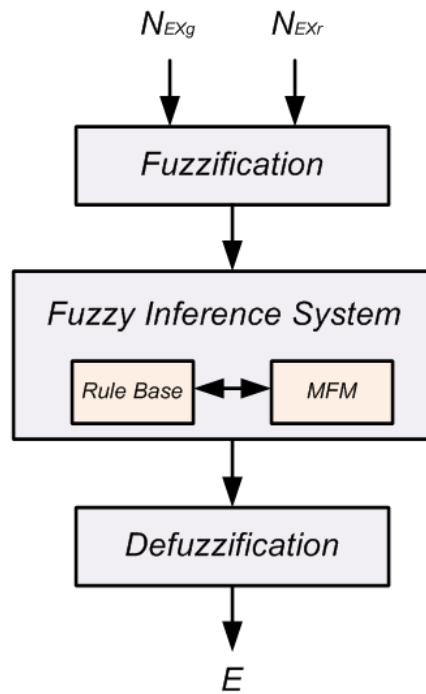 N_EXg N_EXr
Fuzzification
Fuzzy Inference System
Rule Base MFM
Defuzzification
E